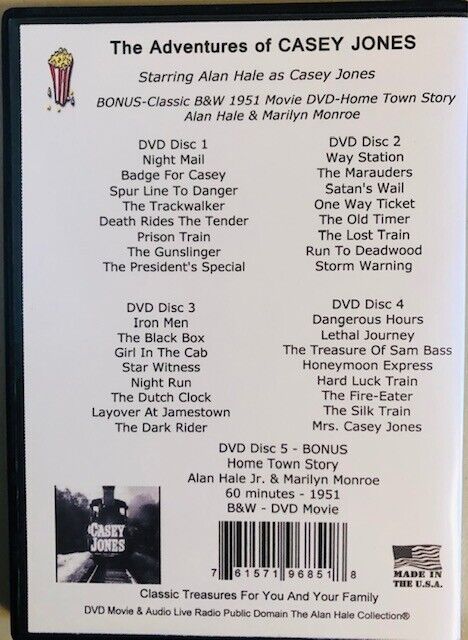 The Adventures of CASEY JONES
Starring Alan Hale as Casey Jones
BONUS-Classic B&W 1951 Movie DVD-Home Town Story
Alan Hale & Marilyn Monroe
DVD Disc 1
Night Mail
Badge For Casey
Spur Line To Danger
The Trackwalker
Death Rides The Tender
Prison Train
The Gunslinger
The President's Special
DVD Disc 2
Way Station
The Marauders
Satan's Wail
One Way Ticket
The Old Timer
The Lost Train
Run To Deadwood
Storm Warning
DVD Disc 3
Iron Men
The Black Box
Girl In The Cab
Star Witness
Night Run
The Dutch Clock
Layover At Jamestown
The Dark Rider
DVD Disc 4
Dangerous Hours
Lethal Journey
The Treasure Of Sam Bass
Honeymoon Express
Hard Luck Train
The Fire-Eater
The Silk Train
Mrs. Casey Jones
DVD Disc 5 - BONUS
Home Town Story
Alan Hale Jr. & Marilyn Monroe
60 minutes - 1951
B&W - DVD Movie
CASEY
JONES
7 61571 96851 8
MADE IN
THE U.S.A.
Classic Treasures For You And Your Family
DVD Movie & Audio Live Radio Public Domain The Alan Hale Collection®